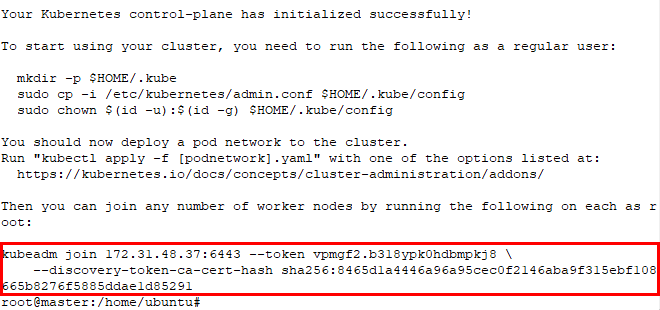 Your Kubernetes control-plane has initialized successfully!
To start using your cluster, you need to run the following as a regular user:
mkdir -p $HOME/.kube
sudo cp -i /etc/kubernetes/admin.conf $HOME/.kube/config
sudo chown $(id -u):$(id -g) $HOME/.kube/config
You should now deploy a pod network to the cluster.
Run "kubectl apply -f [podnetwork].yaml" with one of the options listed at:
https://kubernetes.io/docs/concepts/cluster-administration/addons/
Then you can join any number of worker nodes by running the following on each as r
oot:
kubeadm join 172.31.48.37:6443 --token vpmgf2.b318ypk0hdbmpkj8 \
--discovery-token-ca-cert-hash sha256:8465d1a4446a96a95cec0f2146aba9f315ebf108
665b8276f5885ddae1d85291
root@master:/home/ubuntu#